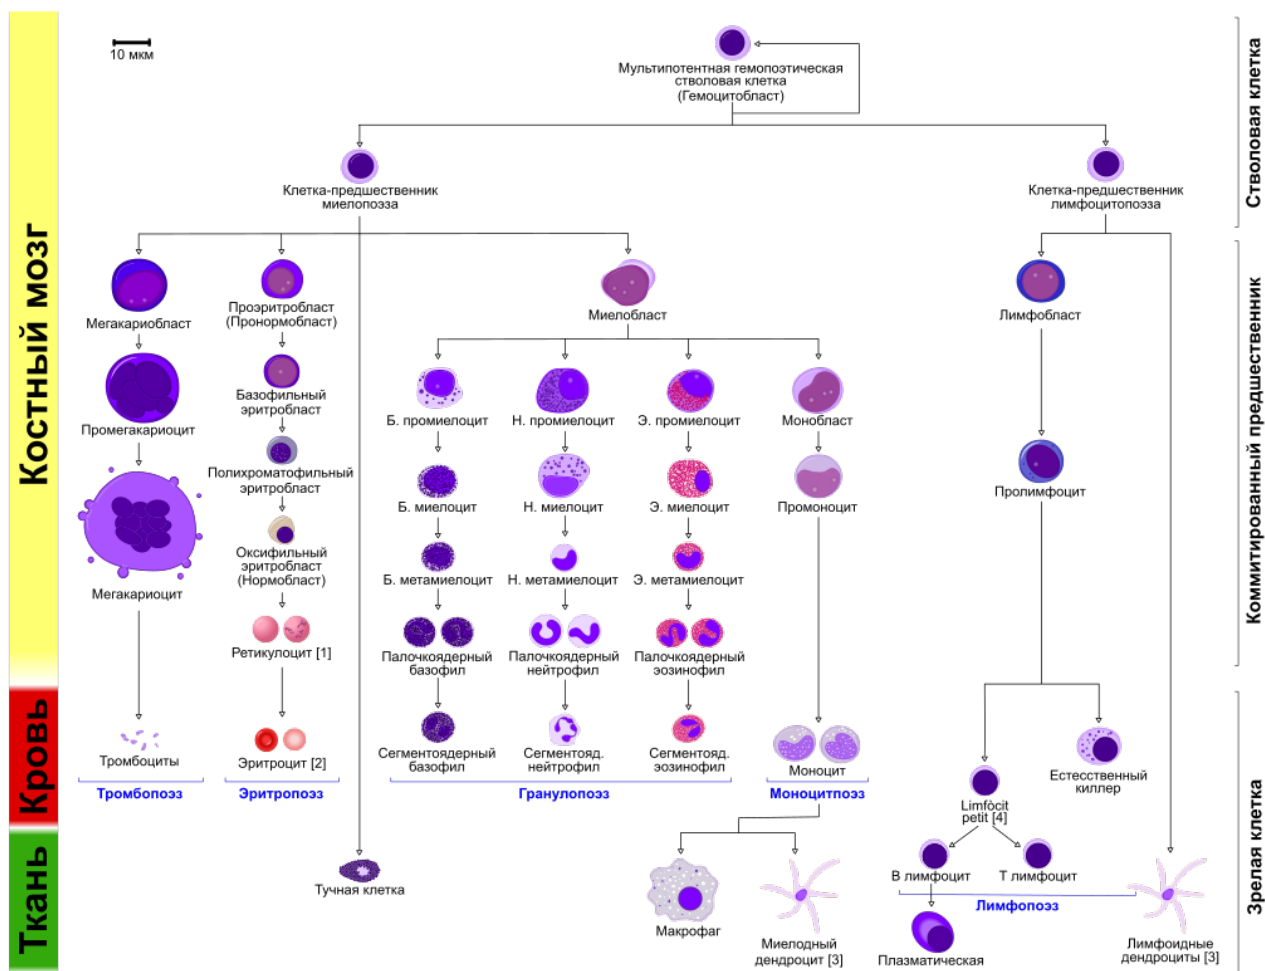 10 мкм
Мультипотентная гемопоэтическая
стволовая клетка
(Гемоцитобласт)
Клетка-предшественник
миелопоэза
Клетка-предшественник
лимфоцитопоэза
Мегакариобласт
Проэритробласт
(Пронормобласт)
Миелобласт
Лимфобласт
Промегакариоцит
Базофильный
эритробласт
Б. промиелоцит
Н. промиелоцит
Э. промиелоцит
Монобласт
Полихроматофильный
эритробласт
Б. миелоцит
Н. миелоцит
Э. миелоцит
Промоноцит
Пролимфоцит
Мегакариоцит
Оксифильный
эритробласт
(Нормобласт)
Б. метамиелоцит
Н. метамиелоцит
Э. метамиелоцит
Ретикулоцит [1]
Палочкоядерный
базофил
Палочкоядерный
нейтрофил
Палочкоядерный
эозинофил
Тромбоциты
Эритроцит [2]
Сегментоядерный
базофил
Сегментояд.
нейтрофил
Сегментояд.
эозинофил
Моноцит
Естесственный
киллер
Тромбопоэз
Эритропоэз
Гранулопоэз
Моноцитпоэз
Limfòcit
petit [4]
В лимфоцит
Т лимфоцит
Лимфопоэз
Тучная клетка
Макрофаг
Миелодный
дендроцит [3]
Плазматическая
Лимфоидные
дендроциты [3]
Костный мозг
Кровь
Ткань
Стволовая клетка
Коммитированный предшественник
Зрелая клетка